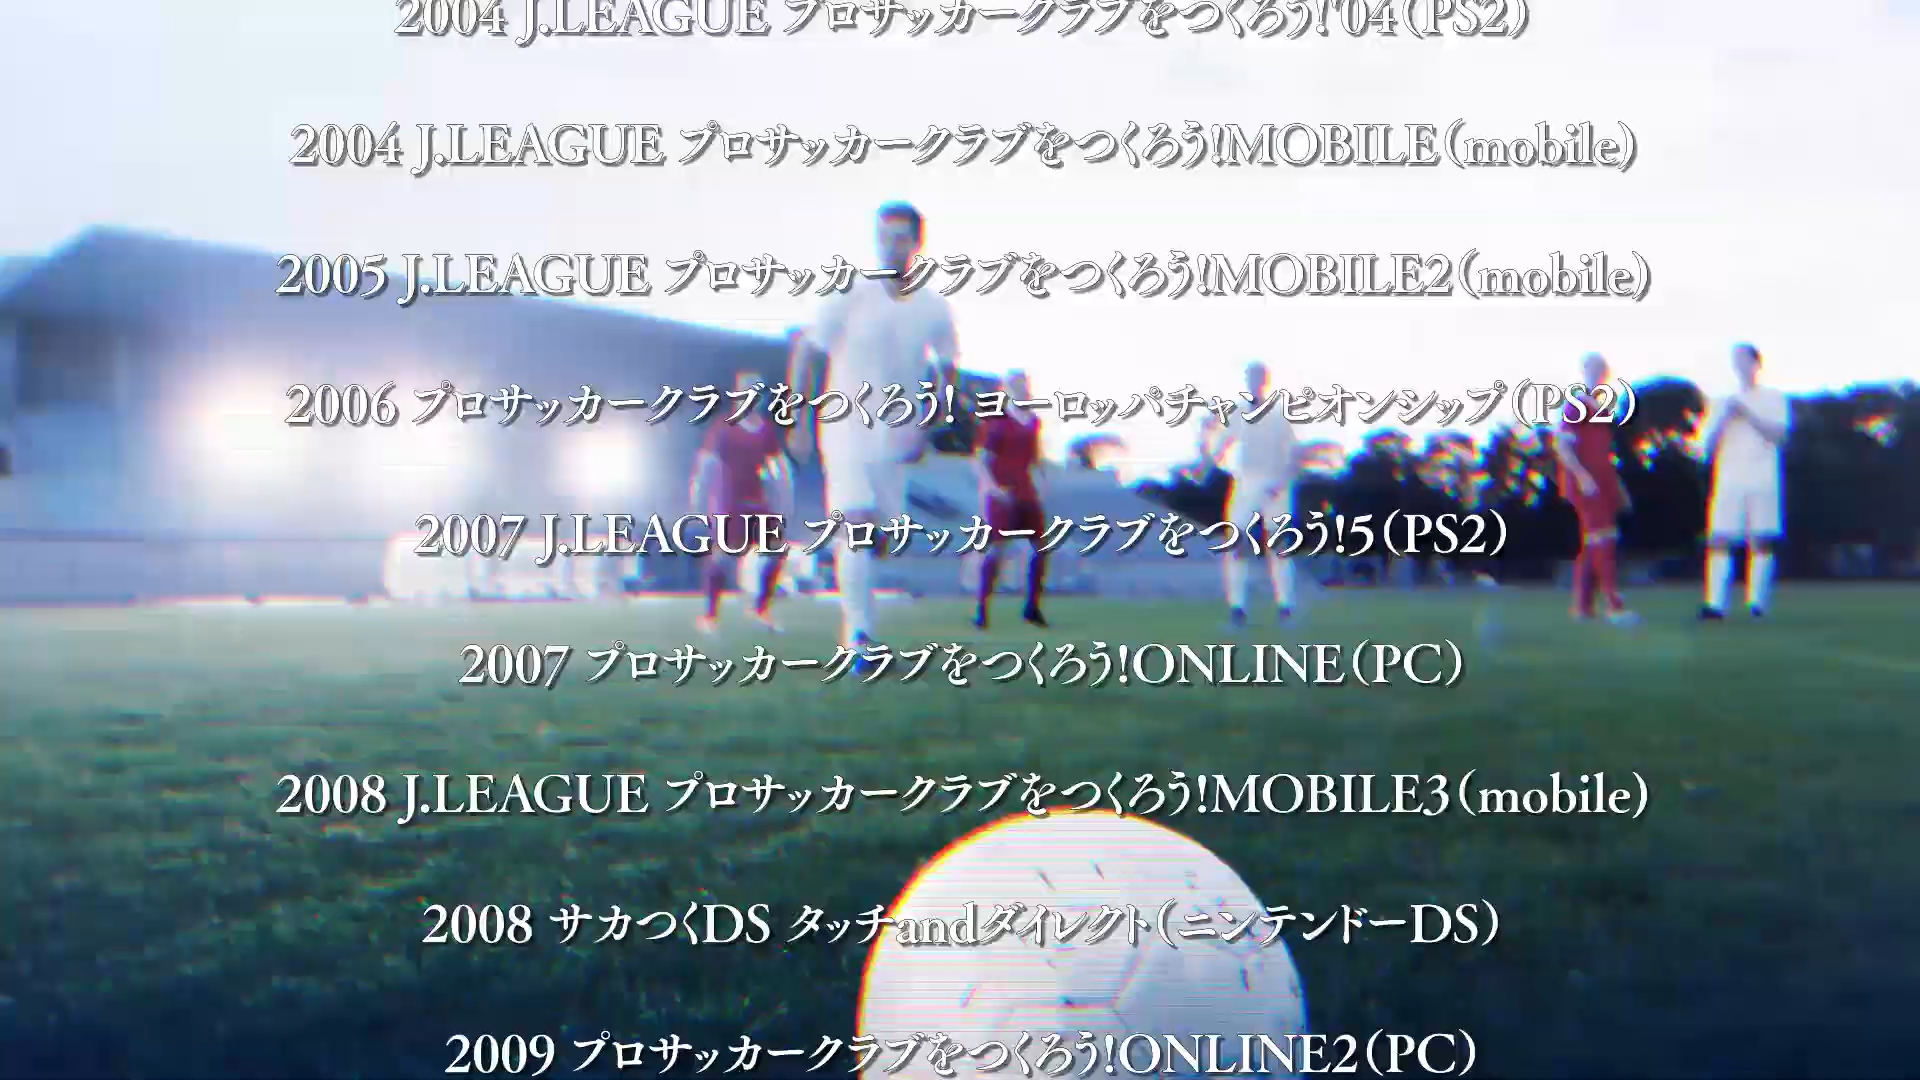 2004 J.LEAGUE プロサッカークラブをつくろう!'04(PS2)
2004 J.LEAGUE プロサッカークラブをつくろう!MOBILE(mobile)
2005 J.LEAGUE プロサッカークラブをつくろう!MOBILE2(mobile)
2006 プロサッカークラブをつくろう! ヨーロッパチャンピオンシップ(PS2)
2007 J.LEAGUE プロサッカークラブをつくろう!5(PS2)
2007 プロサッカークラブをつくろう!ONLINE(PC)
2008 J.LEAGUE プロサッカークラブをつくろう!MOBILE3(mobile)
2008 サカつくDS タッチandダイレクト(ニンテンドーDS)
2009 プロサッカークラブをつくろう!ONLINE2(PC)